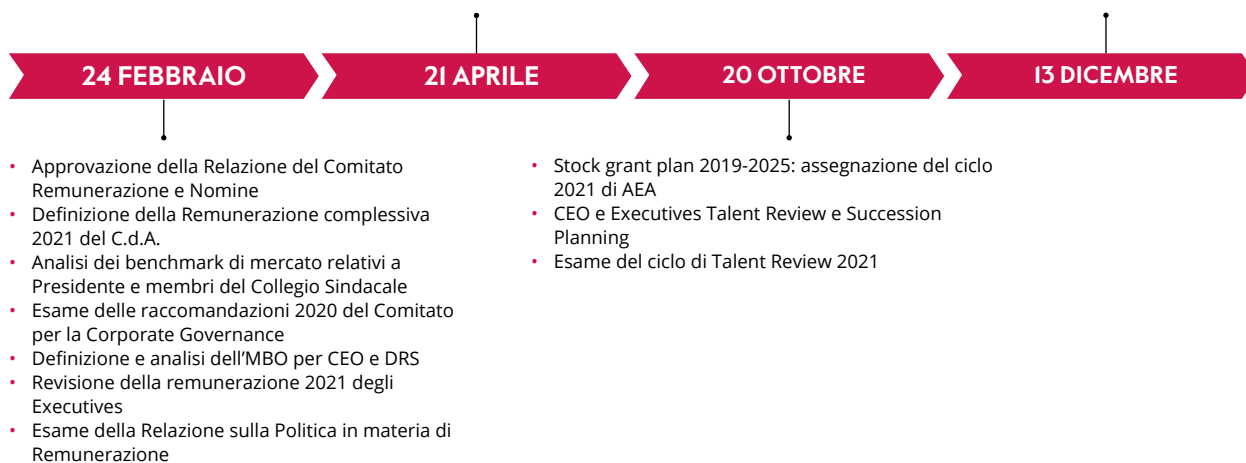 24 FEBBRAIO
21 APRILE
20 OTTOBRE
13 DICEMBRE
• Approvazione della Relazione del Comitato
Remunerazione e Nomine
• Definizione della Remunerazione complessiva
2021 del C.d.A.
• Analisi dei benchmark di mercato relativi a
Presidente e membri del Collegio Sindacale
• Esame delle raccomandazioni 2020 del Comitato
per la Corporate Governance
• Definizione e analisi dell’MBO per CEO e DRS
• Revisione della remunerazione 2021 degli
Executives
• Esame della Relazione sulla Politica in materia di
Remunerazione
• Stock grant plan 2019-2025: assegnazione del ciclo
2021 di AEA
• CEO e Executives Talent Review e Succession
Planning
• Esame del ciclo di Talent Review 2021